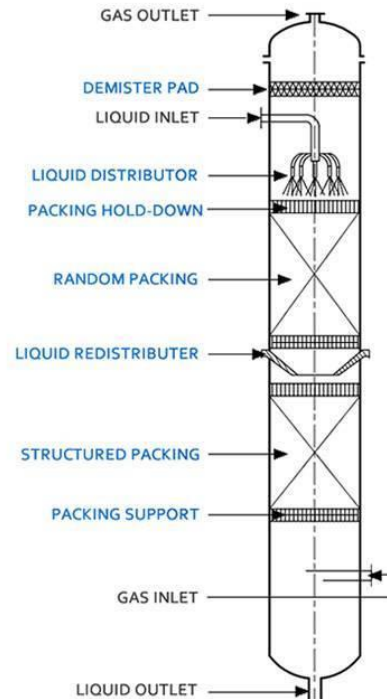 GAS OUTLET
DEMISTER PAD
LIQUID INLET
LIQUID DISTRIBUTOR
PACKING HOLD-DOWN
RANDOM PACKING
LIQUID REDISTRIBUTER
STRUCTURED PACKING
PACKING SUPPORT
GAS INLET
LIQUID OUTLET